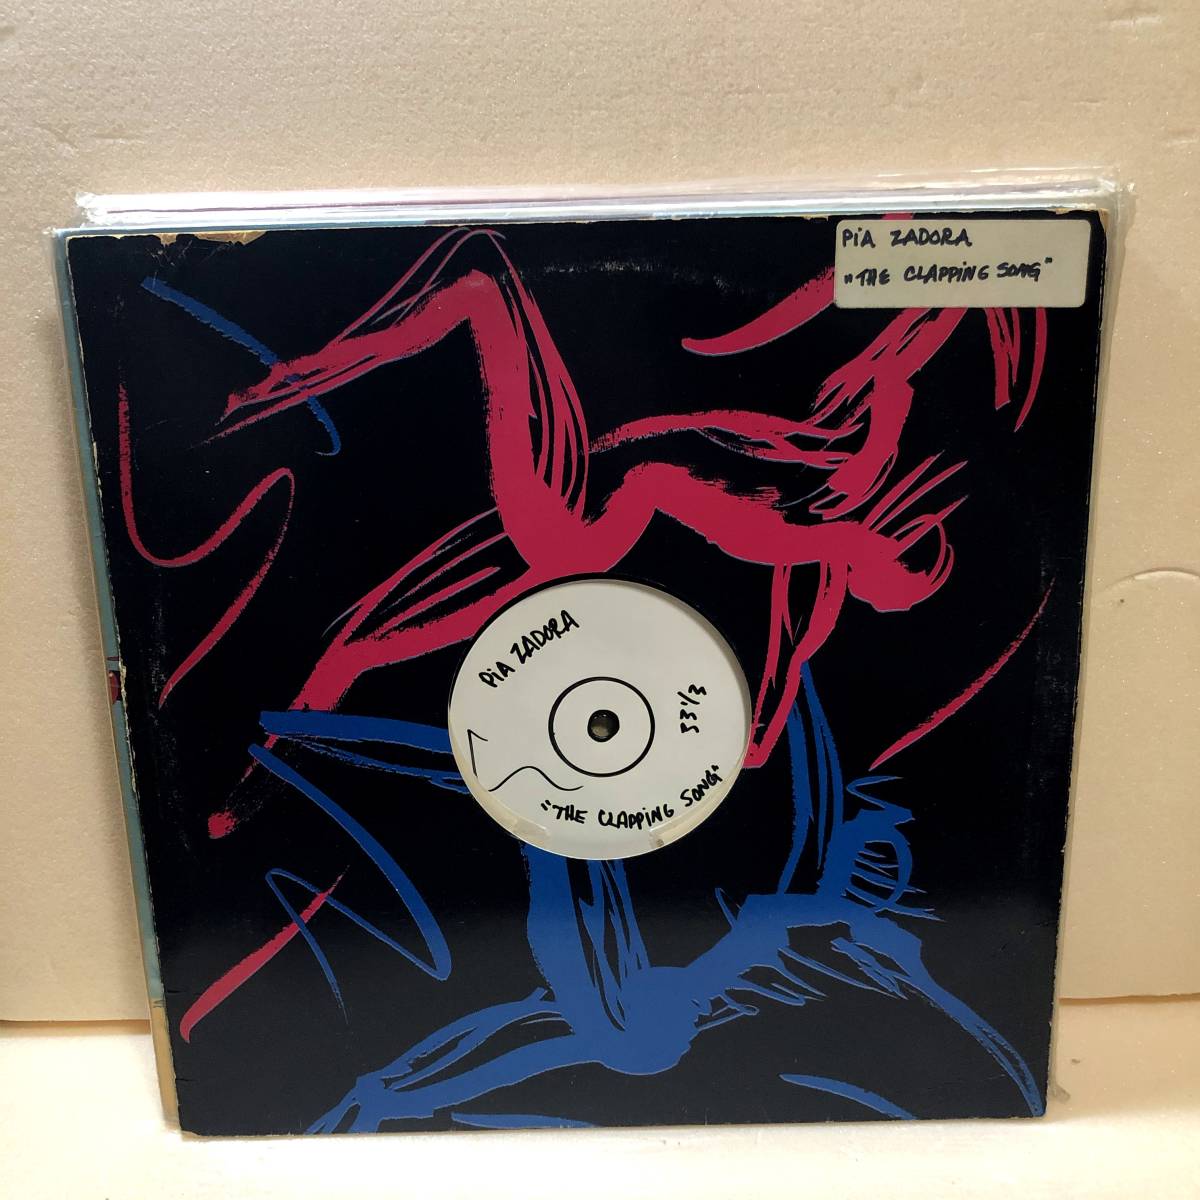 PiA ZADORA
"THE CLAPPiNG SONG"
PiA ZADORA
33 1/3
"THE CLAPPiNG SONG"